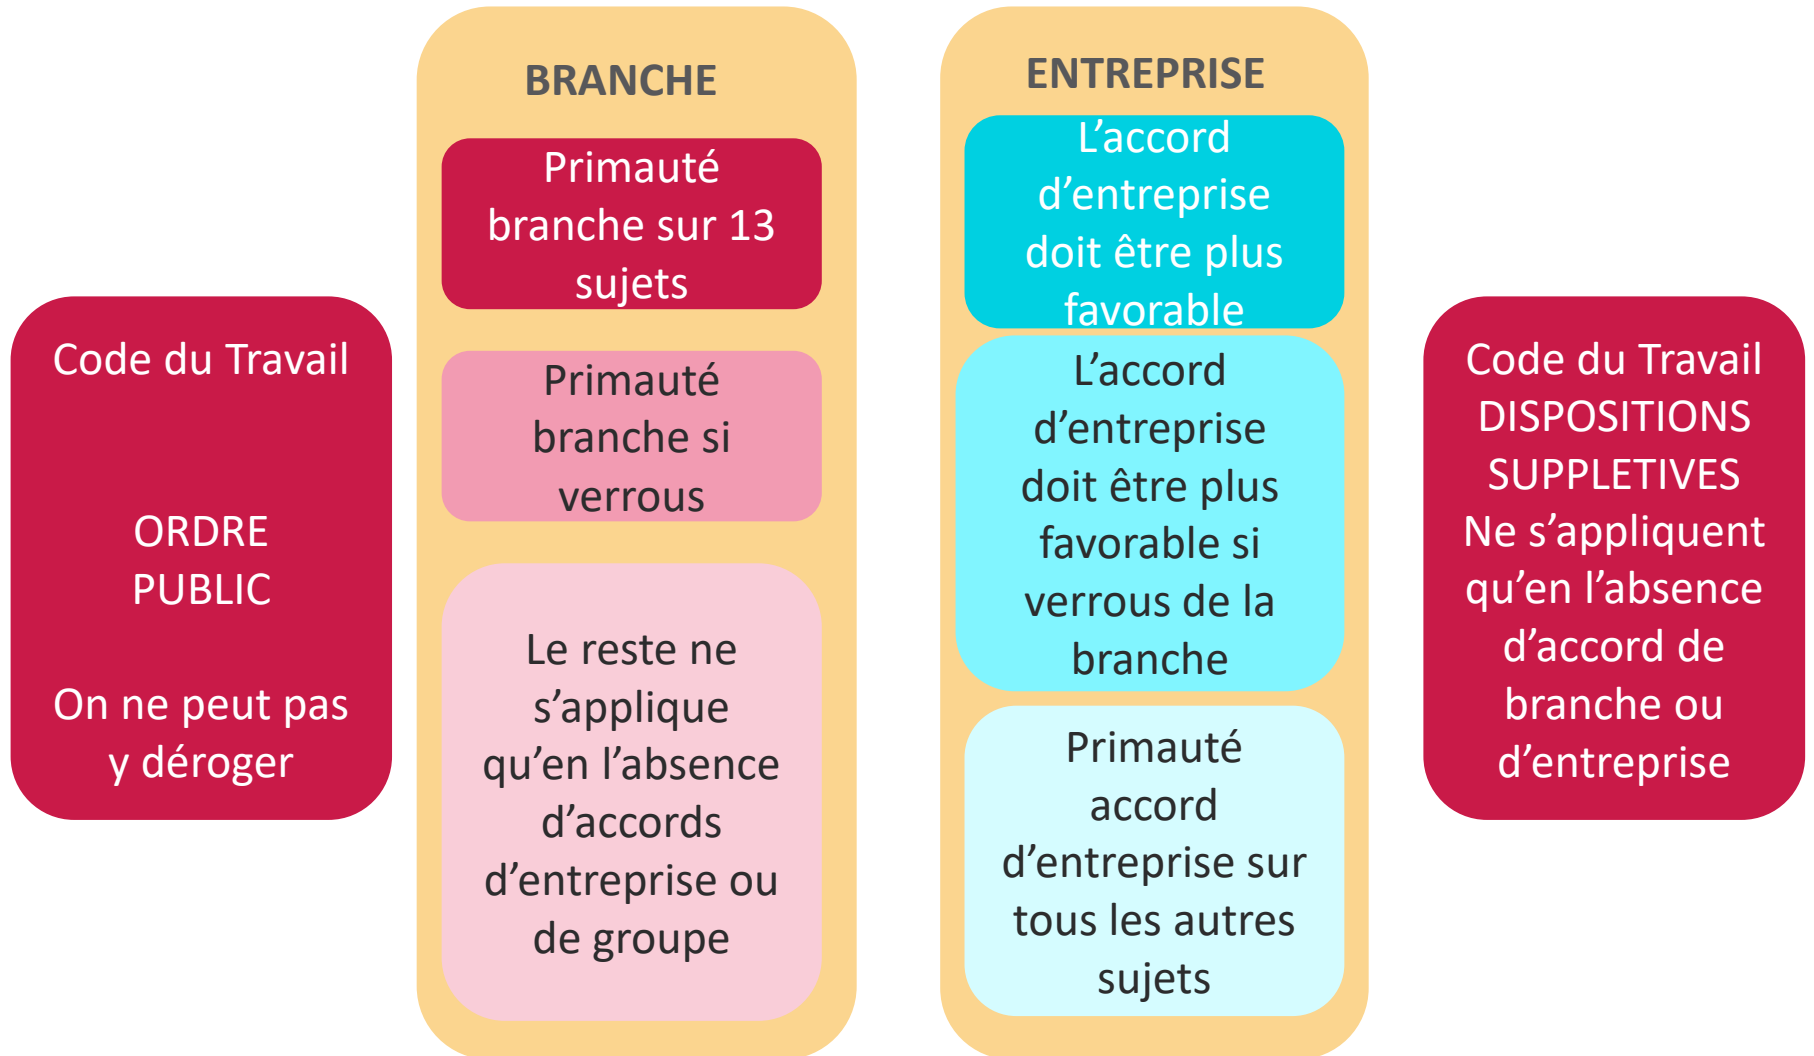 Code du Travail
ORDRE
PUBLIC
On ne peut pas
y déroger
BRANCHE
Primauté
branche sur 13
sujets
Primauté
branche si
verrous
Le reste ne
s’applique
qu’en l’absence
d’accords
d’entreprise ou
de groupe
ENTREPRISE
L’accord
d’entreprise
doit être plus
favorable
L’accord
d’entreprise
doit être plus
favorable si
verrous de la
branche
Primauté
accord
d’entreprise sur
tous les autres
sujets
Code du Travail
DISPOSITIONS
SUPPLETIVES
Ne s’appliquent
qu’en l’absence
d’accord de
branche ou
d’entreprise